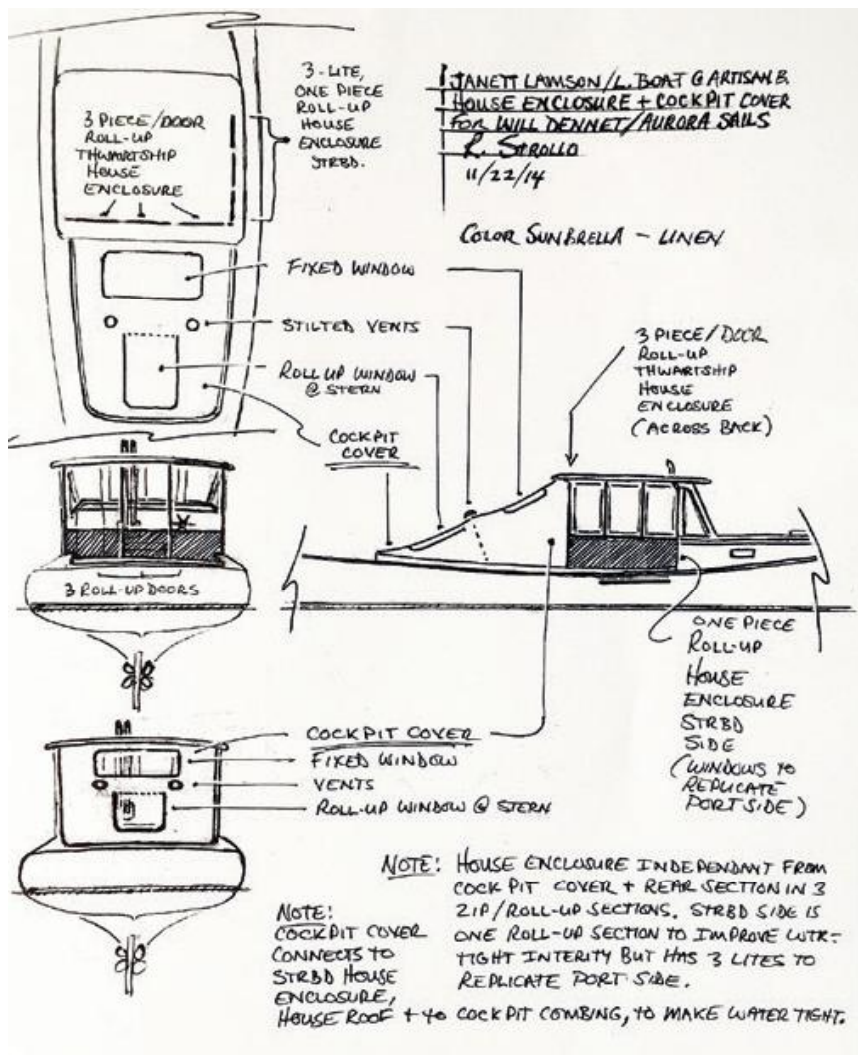 3-LITE,
ONE PIECE
ROLL-UP
HOUSE
ENCLOSURE
STRBD.
JANETT LAMSON/L. BOAT G ARTISAN B.
HOUSE ENCLOSURE + COCKPIT COVER
FOR WILL DENNET/AURORA SAILS
R. STROLLO
11/22/14
3 PIECE/DOOR
ROLL-UP
THWARTSHIP
HOUSE
ENCLOSURE
COLOR SUNBRELLA - LINEN
FIXED WINDOW
STILTED VENTS
ROLL UP WINDOW
@ STERN
COCKPIT
COVER
3 PIECE/DOOR
ROLL-UP
THWARTSHIP
HOUSE
ENCLOSURE
(ACROSS BACK)
3 ROLL-UP DOORS
ONE PIECE
ROLL-UP
HOUSE
ENCLOSURE
STRBD
SIDE
(WINDOWS TO
REPLICATE
PORT SIDE)
COCKPIT COVER
FIXED WINDOW
VENTS
ROLL-UP WINDOW @ STERN
NOTE: HOUSE ENCLOSURE INDEPENDANT FROM
COCK PIT COVER + REAR SECTION IN 3
ZIP/ROLL-UP SECTIONS. STRBD SIDE IS
ONE ROLL-UP SECTION TO IMPROVE WTR-
TIGHT INTERITY BUT HAS 3 LITES TO
REPLICATE PORT SIDE.
NOTE:
COCKPIT COVER
CONNECTS TO
STRBD HOUSE
ENCLOSURE,
HOUSE ROOF + TO COCKPIT COMBING, TO MAKE WATER TIGHT.